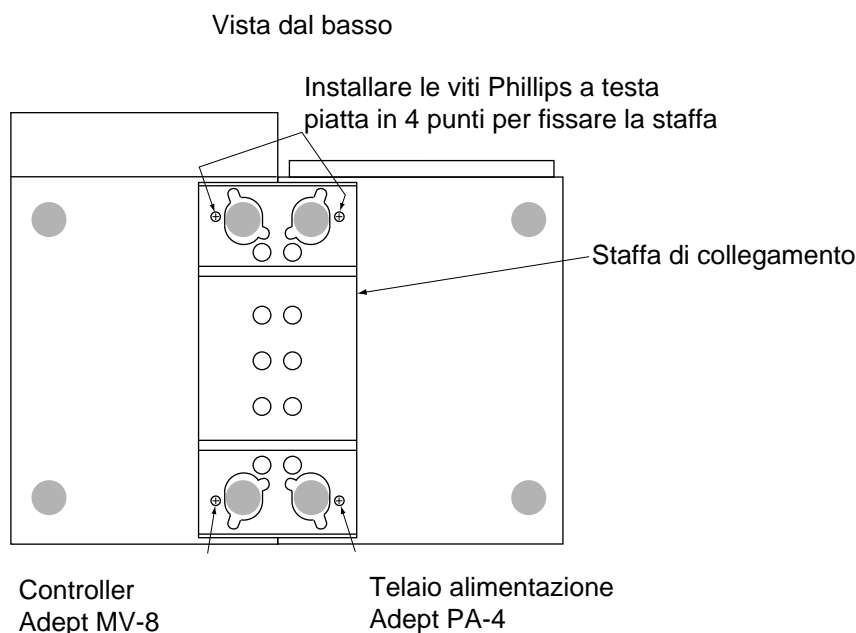 Vista dal basso
Installare le viti Phillips a testa
piatta in 4 punti per fissare la staffa
Staffa di collegamento
Controller
Adept MV-8
Telaio alimentazione
Adept PA-4